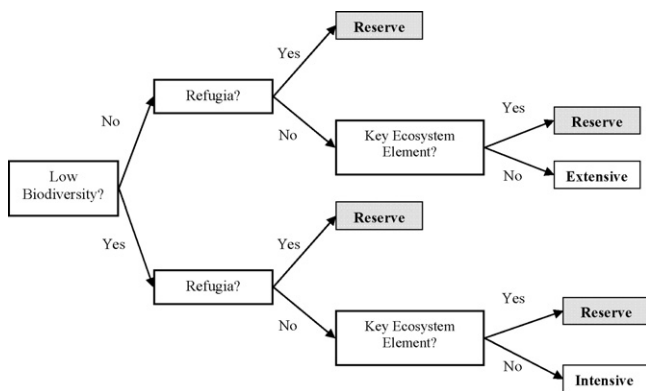 Reserve
Yes
Refugia?
No
No
Key Ecosystem
Element?
Yes
Reserve
No
Extensive
Low
Biodiversity?
Yes
Reserve
Yes
Refugia?
No
Key Ecosystem
Element?
Yes
Reserve
No
Intensive